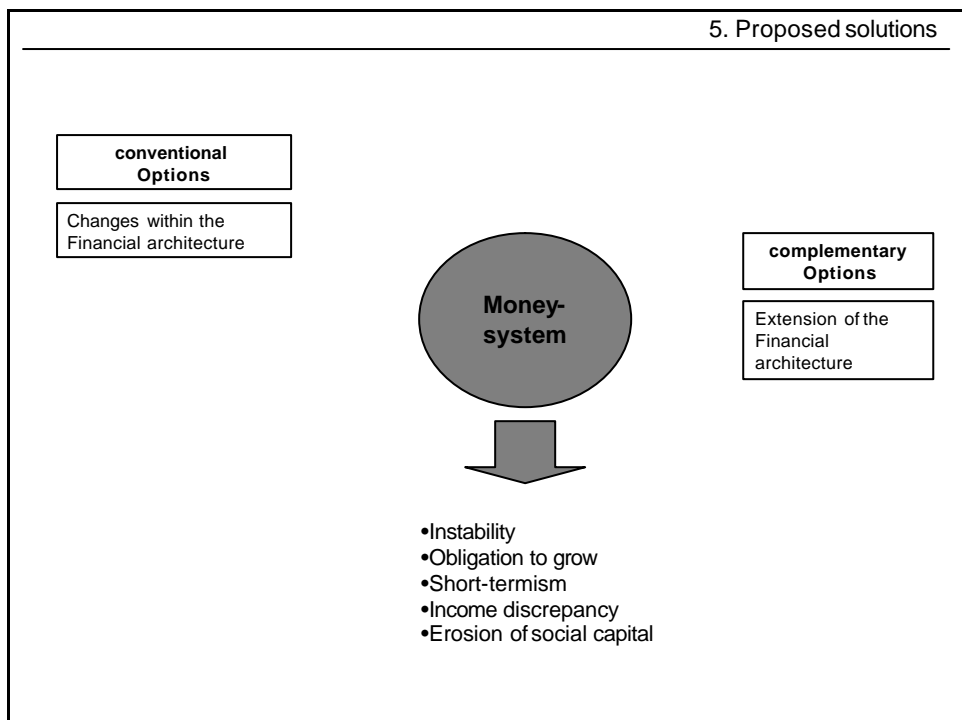 5. Proposed solutions
conventional
Options
Changes within the
Financial architecture
Money-
system
complementary
Options
Extension of the
Financial
architecture
•Instability
•Obligation to grow
•Short-termism
•Income discrepancy
•Erosion of social capital